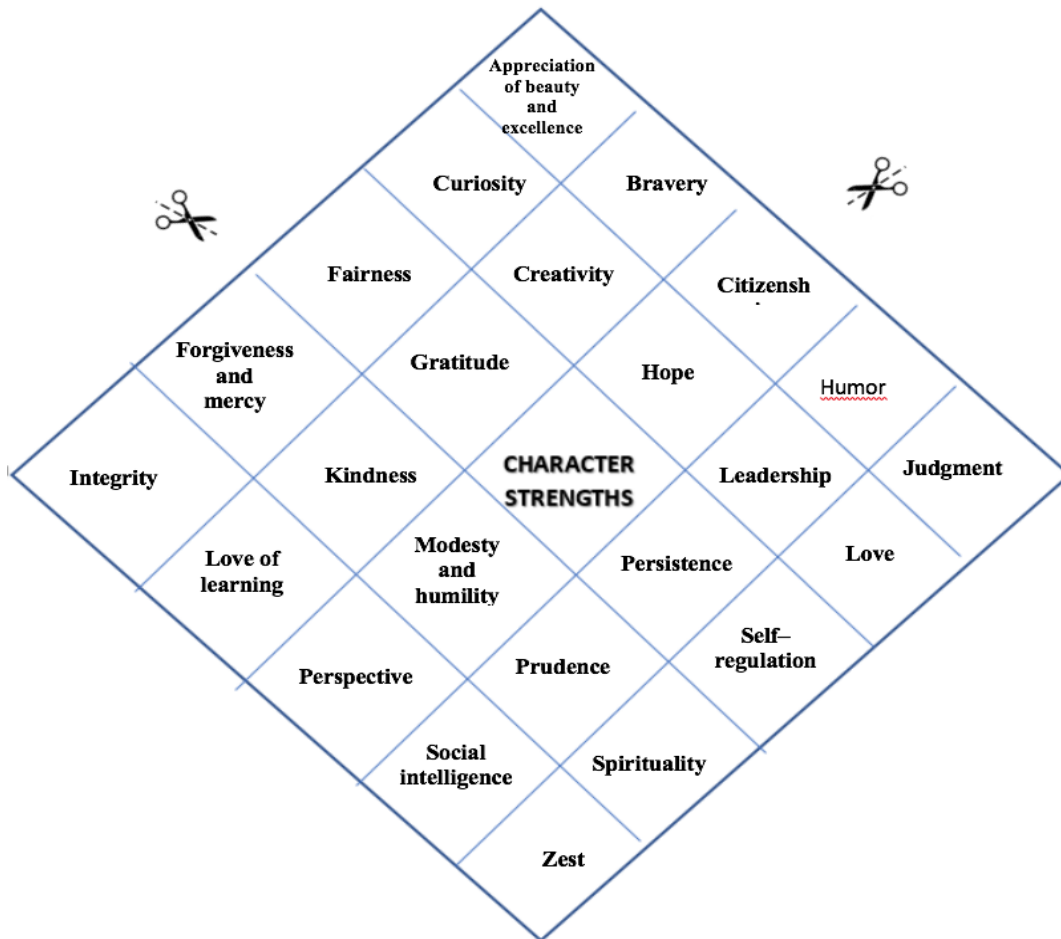 Appreciation
of beauty
and
excellence
Curiosity
Bravery
Fairness
Creativity
Citizensh
Forgiveness
and
mercy
Gratitude
Hope
Humor
Integrity
Kindness
CHARACTER
STRENGTHS
Leadership
Judgment
Love of
learning
Modesty
and
humility
Persistence
Love
Perspective
Prudence
Self–
regulation
Social
intelligence
Spirituality
Zest